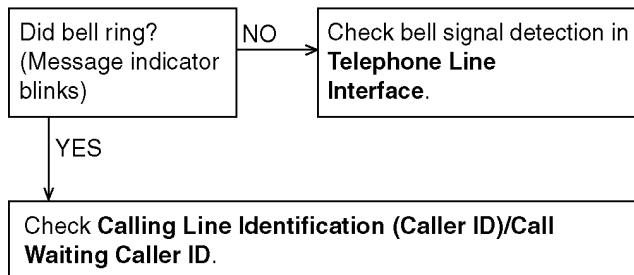 Did bell ring?
(Message indicator
blinks)
NO
Check bell signal detection in
Telephone Line
Interface.
YES
Check Calling Line Identification (Caller ID)/Call
Waiting Caller ID.